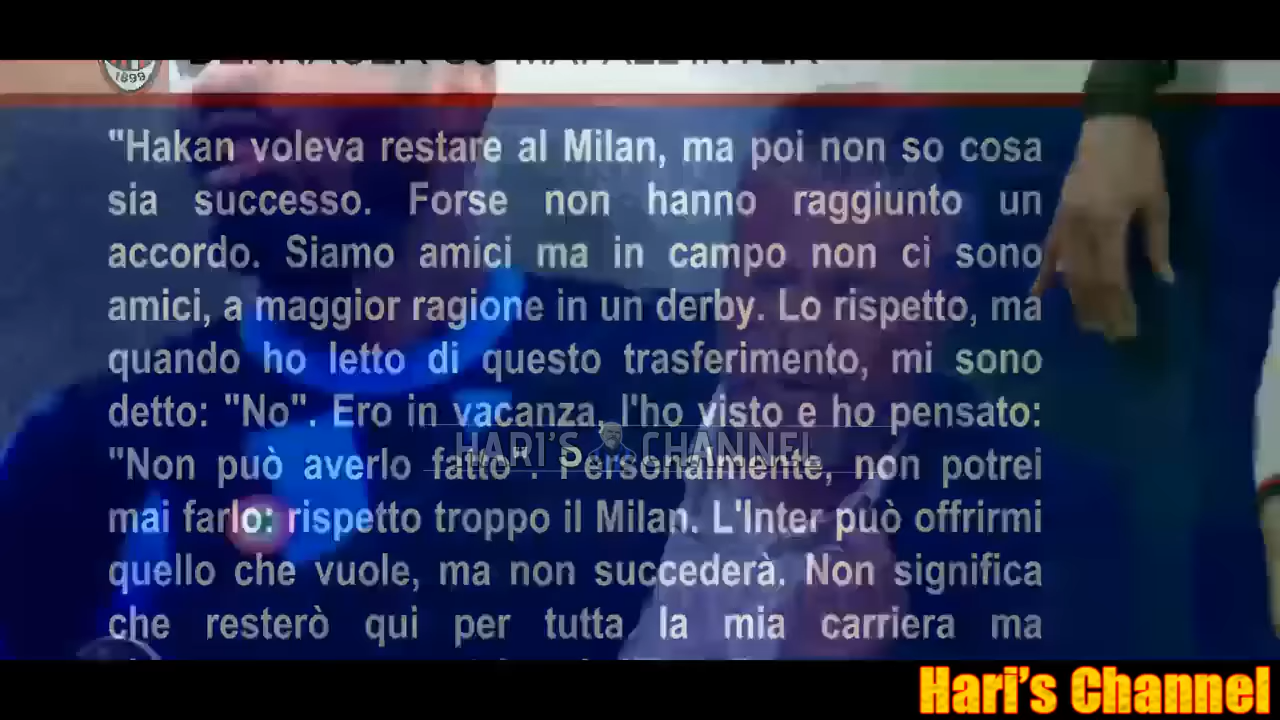 1899
"Hakan voleva restare al Milan, ma poi non so cosa
sia successo. Forse non hanno raggiunto un
accordo. Siamo amici ma in campo non ci sono
amici, a maggior ragione in un derby. Lo rispetto, ma
quando ho letto di questo trasferimento, mi sono
detto: "No". Ero in vacanza, l'ho visto e ho pensato:
HARI'S CHANNEL
"Non può averlo fatto". Personalmente, non potrei
mai farlo: rispetto troppo il Milan. L'Inter può offrirmi
quello che vuole, ma non succederà. Non significa
che resterò qui per tutta la mia carriera ma
Hari's Channel